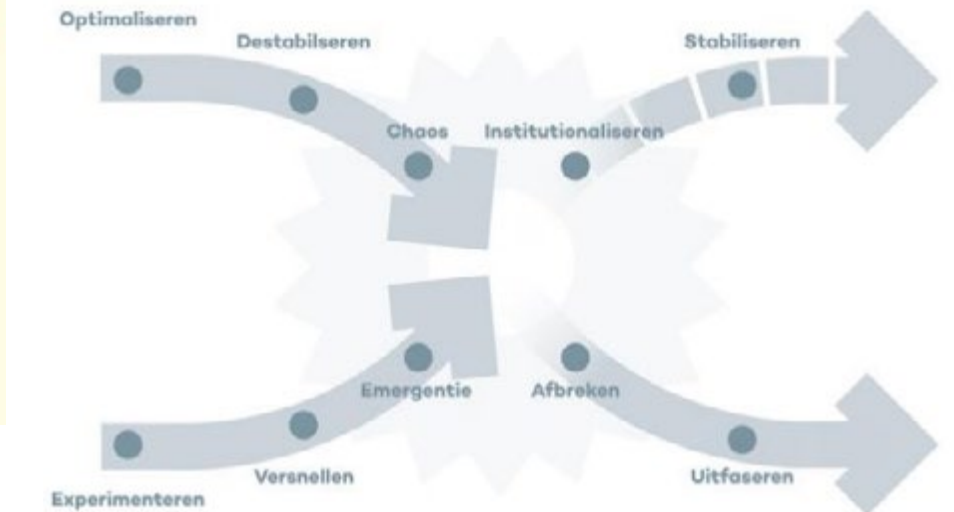 Optimaliseren
Destabilseren
Stabiliseren
Chaos
Institutionaliseren
Emergentie
Afbreken
Versnellen
Uitfaseren
Experimenteren